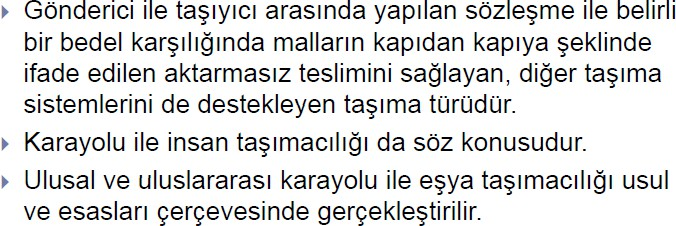 Gönderici ile taşıyıcı arasında yapılan sözleşme ile belirli
bir bedel karşılığında malların kapıdan kapıya şeklinde
ifade edilen aktarmasız teslimini sağlayan, diğer taşıma
sistemlerini de destekleyen taşıma türüdür.
Karayolu ile insan taşımacılığı da söz konusudur.
Ulusal ve uluslararası karayolu ile eşya taşımacılığı usul
ve esasları çerçevesinde gerçekleştirilir.